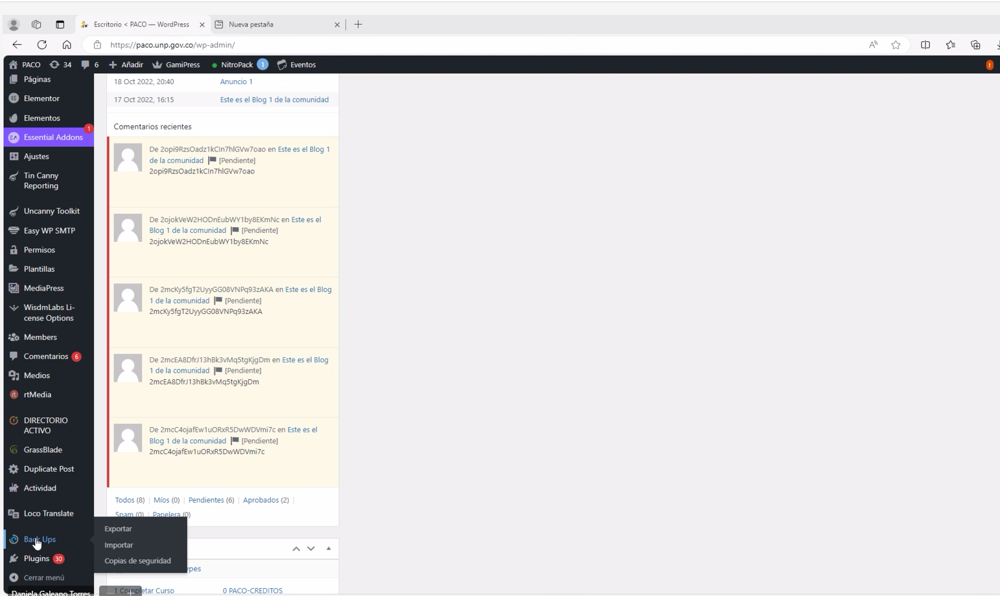 Escritorio < PACO — WordPress
Nueva pestaña
https://paco.unp.gov.co/wp-admin/
PACO
34
6
Añadir
GamiPress
NitroPack
1
Eventos
Páginas
Elementor
Elementos
1
Essential Addons
Ajustes
Tin Canny
Reporting
Uncanny Toolkit
Easy WP SMTP
Permisos
Plantillas
MediaPress
WisdmLabs Li-
cense Options
Members
Comentarios 6
Medios
rtMedia
DIRECTORIO
ACTIVO
GrassBlade
Duplicate Post
Actividad
Loco Translate
Back Ups
Plugins 30
Cerrar menú
Daniela Galeano Torres
18 Oct 2022, 20:40 Anuncio 1
17 Oct 2022, 16:15 Este es el Blog 1 de la comunidad
Comentarios recientes
De 2opi9RzsOadz1kCIn7hlGVw7oao en Este es el Blog 1
de la comunidad [Pendiente]
2opi9RzsOadz1kCIn7hlGVw7oao
De 2ojokVeW2HODnEubWY1by8EKmNc en Este es el
Blog 1 de la comunidad [Pendiente]
2ojokVeW2HODnEubWY1by8EKmNc
De 2mcKy5fgT2UyyGG08VNPq93zAKA en Este es el Blog
1 de la comunidad [Pendiente]
2mcKy5fgT2UyyGG08VNPq93zAKA
De 2mcEA8DfrJ13hBk3vMq5tgKjgDm en Este es el Blog
1 de la comunidad [Pendiente]
2mcEA8DfrJ13hBk3vMq5tgKjgDm
De 2mcC4ojafEw1uORxR5DwWDVmi7c en Este es el
Blog 1 de la comunidad [Pendiente]
2mcC4ojafEw1uORxR5DwWDVmi7c
Todos (8) | Míos (0) | Pendientes (6) | Aprobados (2) |
Spam (0) | Papelera (0)
Exportar
Importar
Copias de seguridad
ypes
1 Completar Curso 0 PACO-CREDITOS